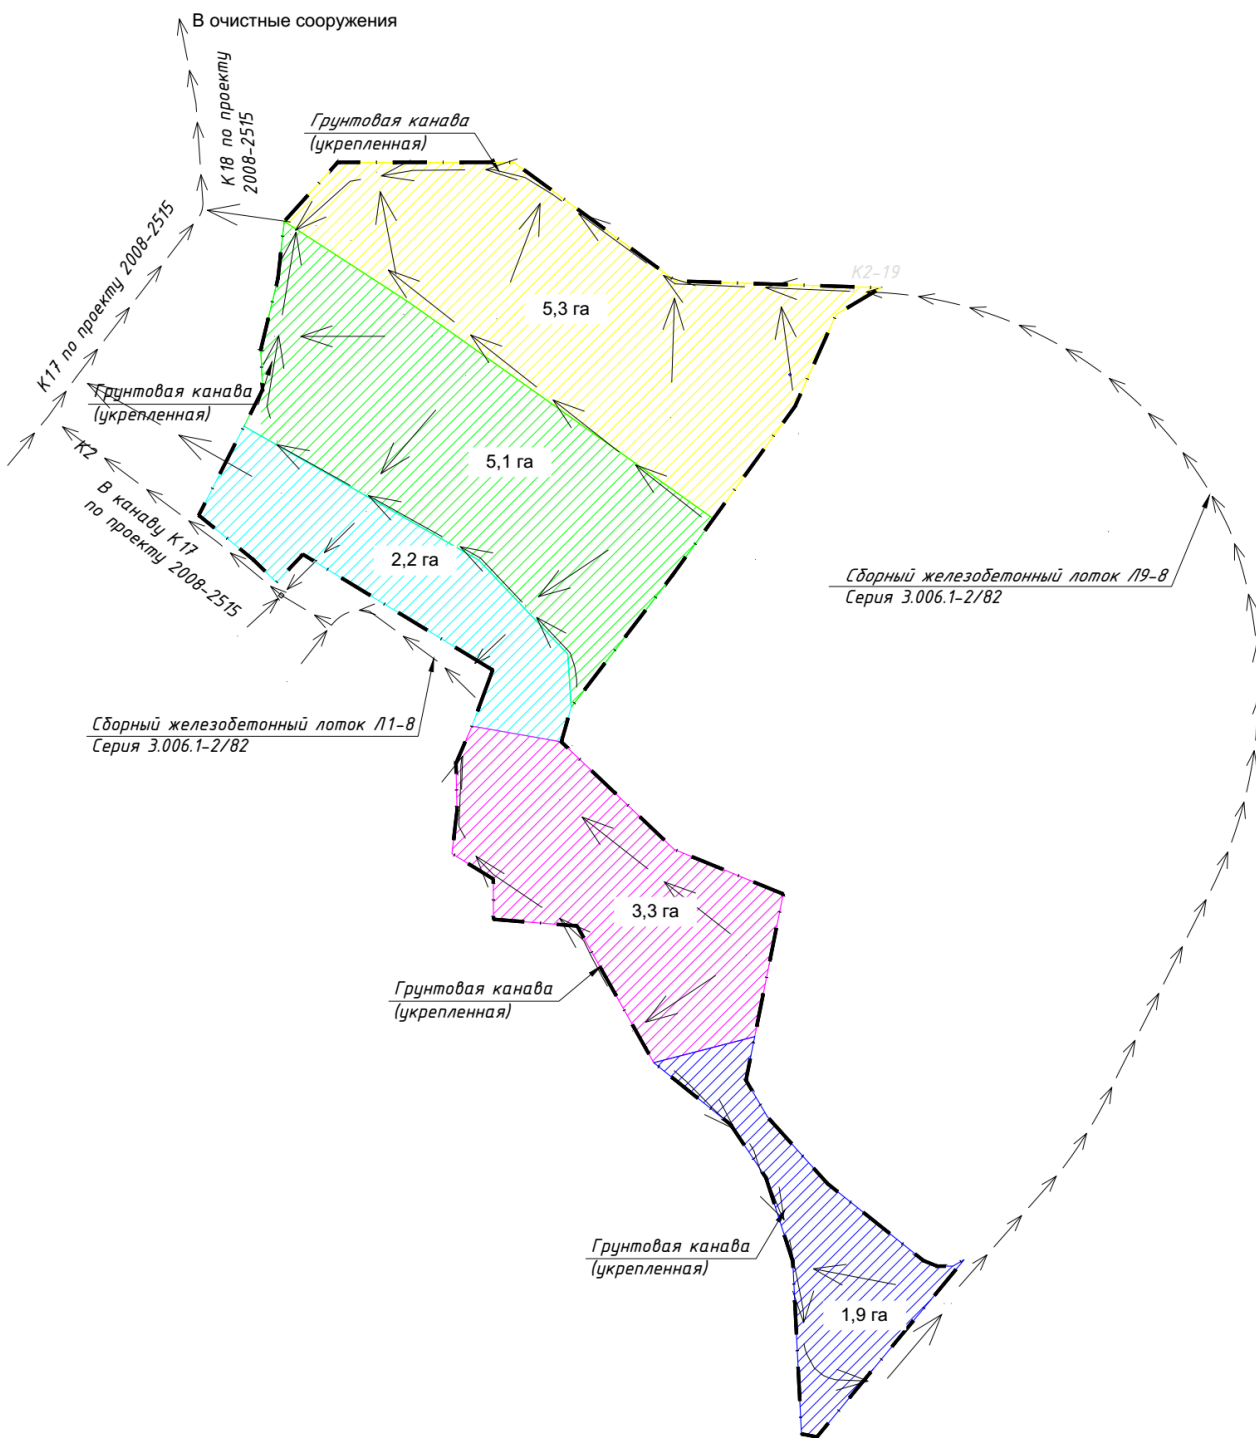 В очистные сооружения
К18 по проекту
2008-2515
Грунтовая канава
(укрепленная)
К17 по проекту 2008-2515
К2-19
5,3 га
Грунтовая канава
(укрепленная)
К2
5,1 га
В канаву К17
по проекту 2008-2515
2,2 га
Сборный железобетонный лоток Л9-8
Серия 3.006.1-2/82
Сборный железобетонный лоток Л1-8
Серия 3.006.1-2/82
3,3 га
Грунтовая канава
(укрепленная)
Грунтовая канава
(укрепленная)
1,9 га